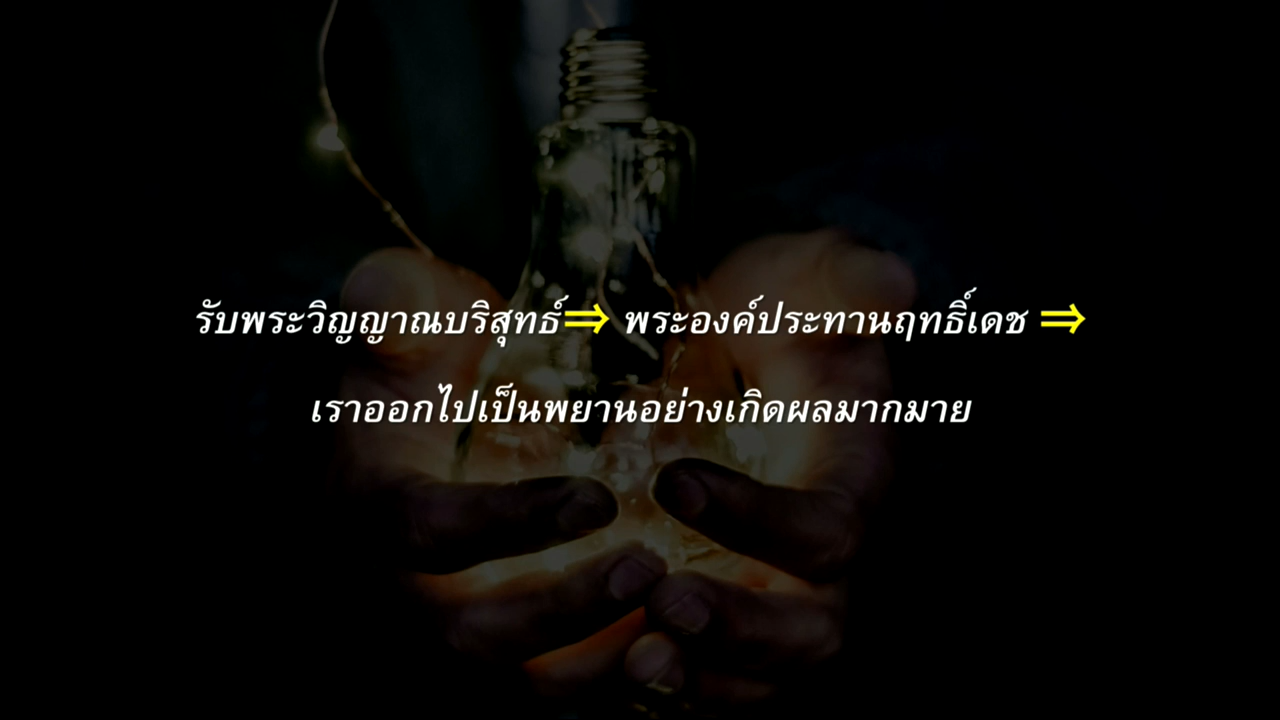 รับพระวิญญาณบริสุทธ์⇒ พระองค์ประทานฤทธิ์เดช ⇒
เราออกไปเป็นพยานอย่างเกิดผลมากมาย